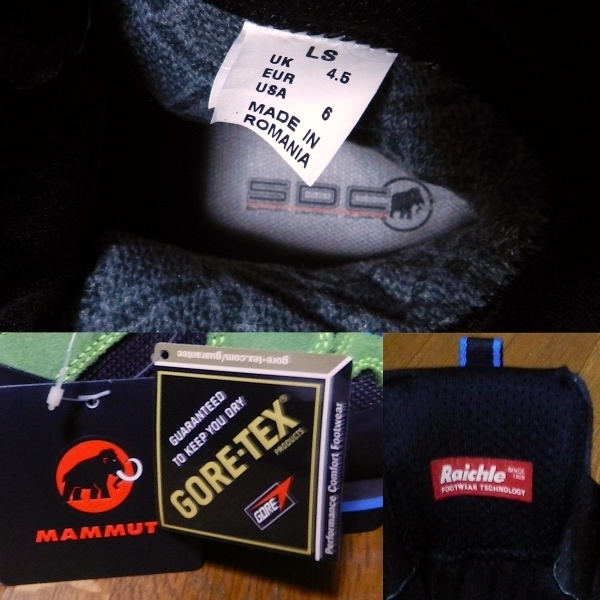 LS
UK 4.5
EUR
USA 6
MADE IN
ROMANIA
SDC
gore-tex.com/guarantee
GUARANTEED
TO KEEP YOU DRY
GORE-TEX®
PRODUCTS
GORE
Performance Comfort Footwear
MAMMUT
Raichle
SINCE
1909
FOOTWEAR TECHNOLOGY